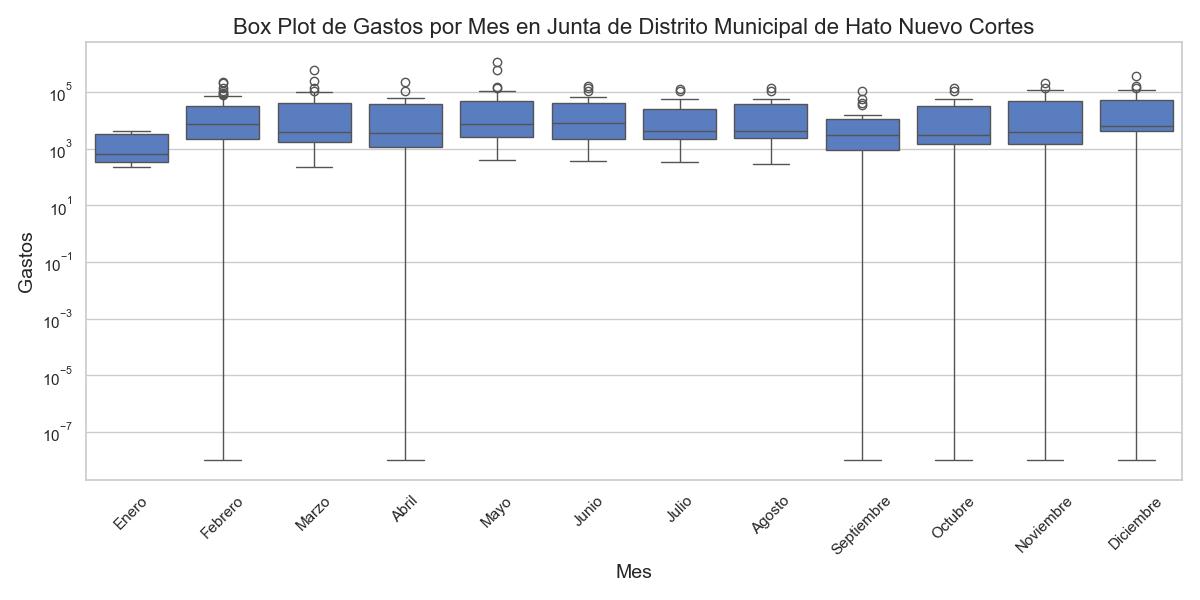 Box Plot de Gastos por Mes en Junta de Distrito Municipal de Hato Nuevo Cortes
Gastos
10^5
10^3
10^1
10^−1
10^−3
10^−5
10^−7
Enero
Febrero
Marzo
Abril
Mayo
Junio
Julio
Agosto
Septiembre
Octubre
Noviembre
Diciembre
Mes